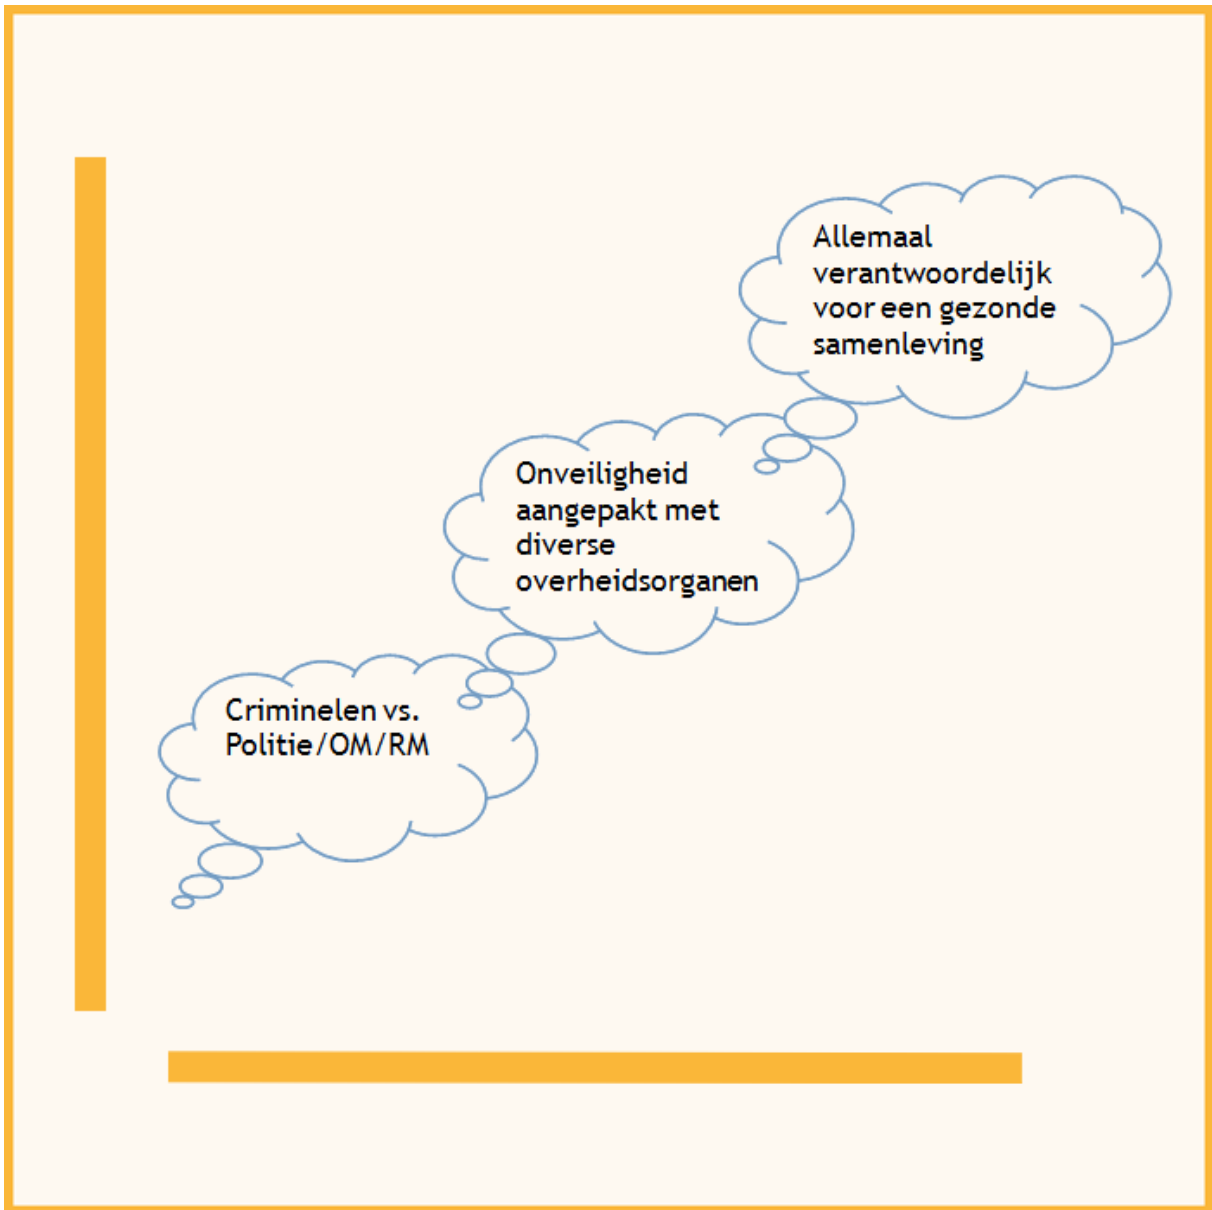 Allemaal
verantwoordelijk
voor een gezonde
samenleving
Onveiligheid
aangepakt met
diverse
overheidsorganen
Criminelen vs.
Politie/OM/RM